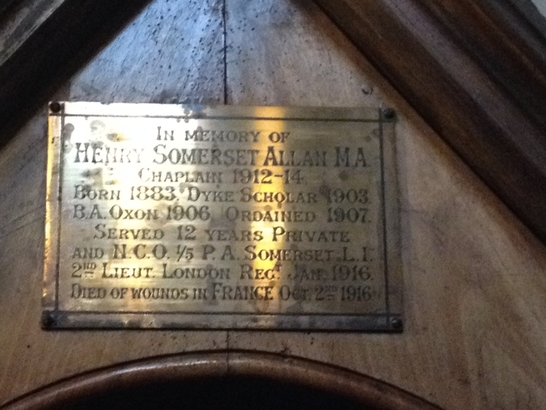 In memory of
Henry Somerset Allan M.A.
Chaplain 1912-14.
Born 1883. Dyke Scholar 1903.
B.A. Oxon 1906. Ordained 1907.
Served 12 years Private
and N.C.O. 1/5 P.A. Somerset L.I.
2nd Lieut. London Regt. Jan. 1916.
Died of wounds in France Oct. 2nd 1916.